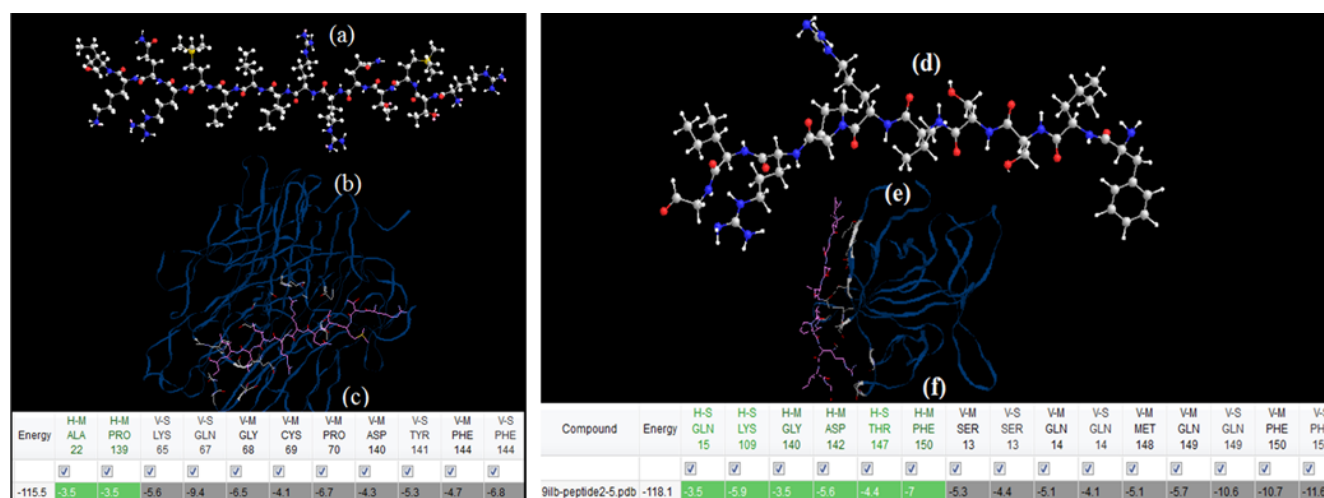 (a)
(b)
(c)
Energy H-M ALA 22 H-M PRO 139 V-S LYS 65 V-S GLN 67 V-M GLY 68 V-M CYS 69 V-M PRO 70 V-M ASP 140 V-S TYR 141 V-M PHE 144 V-S PHE 144
-115.5 -3.5 -3.5 -5.6 -9.4 -6.5 -4.1 -6.7 -4.3 -5.3 -4.7 -6.8
(d)
(e)
(f)
Compound Energy H-S GLN 15 H-S LYS 109 H-M GLY 140 H-M ASP 142 H-S THR 147 H-M PHE 150 V-M SER 13 V-S SER 13 V-M GLN 14 V-S GLN 14 V-M MET 148 V-M GLN 149 V-S GLN 149 V-M PHE 150 V-S
9ilb-peptide2-5.pdb -118.1 -3.5 -5.9 -3.5 -5.6 -4.4 -7 -5.3 -4.4 -5.1 -4.1 -5.1 -5.7 -10.6 -10.7 -11.6